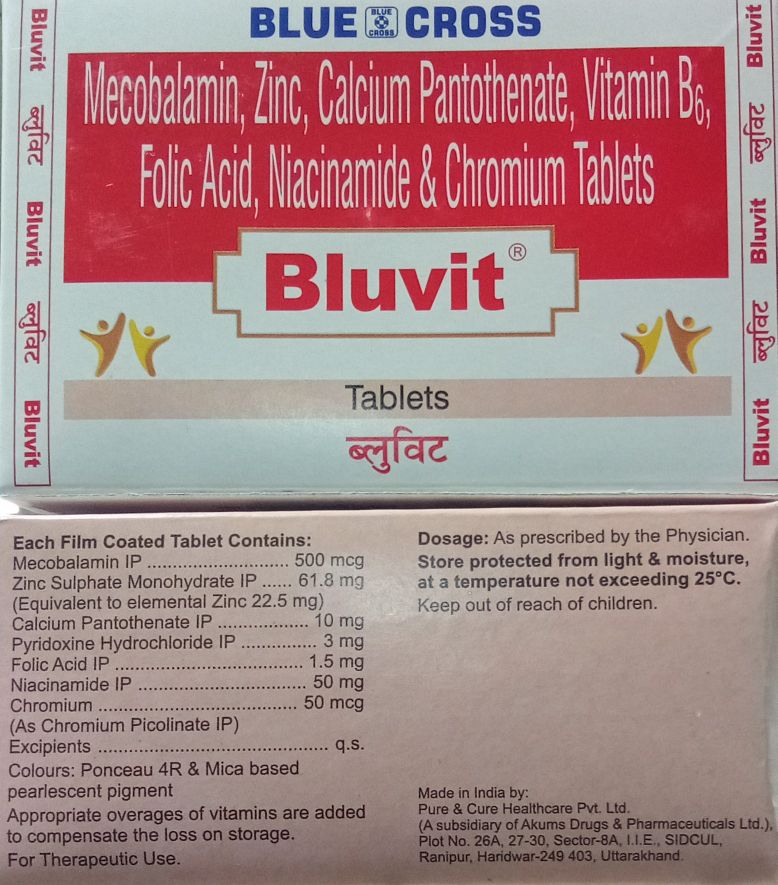 BLUE BLUE CROSS CROSS
Mecobalamin, Zinc, Calcium Pantothenate, Vitamin B6,
Folic Acid, Niacinamide & Chromium Tablets
Bluvit®
Tablets
ब्लुविट
Bluvit ब्लुविट Bluvit ब्लुविट Bluvit
Bluvit ब्लुविट Bluvit ब्लुविट Bluvit
Each Film Coated Tablet Contains:
Mecobalamin IP ........................... 500 mcg
Zinc Sulphate Monohydrate IP ...... 61.8 mg
(Equivalent to elemental Zinc 22.5 mg)
Calcium Pantothenate IP .................. 10 mg
Pyridoxine Hydrochloride IP ............... 3 mg
Folic Acid IP .................................... 1.5 mg
Niacinamide IP ................................ 50 mg
Chromium ...................................... 50 mcg
(As Chromium Picolinate IP)
Excipients ............................................ q.s.
Colours: Ponceau 4R & Mica based
pearlescent pigment
Appropriate overages of vitamins are added
to compensate the loss on storage.
For Therapeutic Use.
Dosage: As prescribed by the Physician.
Store protected from light & moisture,
at a temperature not exceeding 25°C.
Keep out of reach of children.
Made in India by:
Pure & Cure Healthcare Pvt. Ltd.
(A subsidiary of Akums Drugs & Pharmaceuticals Ltd.),
Plot No. 26A, 27-30, Sector-8A, I.I.E., SIDCUL,
Ranipur, Haridwar-249 403, Uttarakhand.